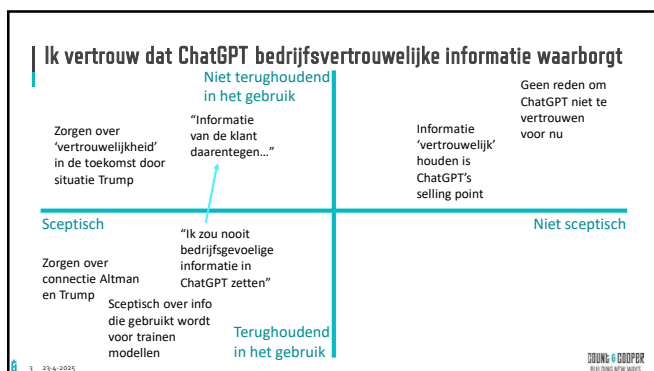 Ik vertrouw dat ChatGPT bedrijfsvertrouwelijke informatie waarborgt
Niet terughoudend
in het gebruik
Geen reden om
ChatGPT niet te
vertrouwen
voor nu
Zorgen over
‘vertrouwelijkheid’
in de toekomst door
situatie Trump
“Informatie
van de klant
daarentegen…”
Informatie
‘vertrouwelijk’
houden is
ChatGPT’s
selling point
Sceptisch
Niet sceptisch
“Ik zou nooit
bedrijfsgevoelige
informatie in
ChatGPT zetten”
Zorgen over
connectie Altman
en Trump
Sceptisch over info
die gebruikt wordt
voor trainen
modellen
Terughoudend
in het gebruik
3 23-4-2025
COUNT & COOPER
BUILDING NEW WAYS